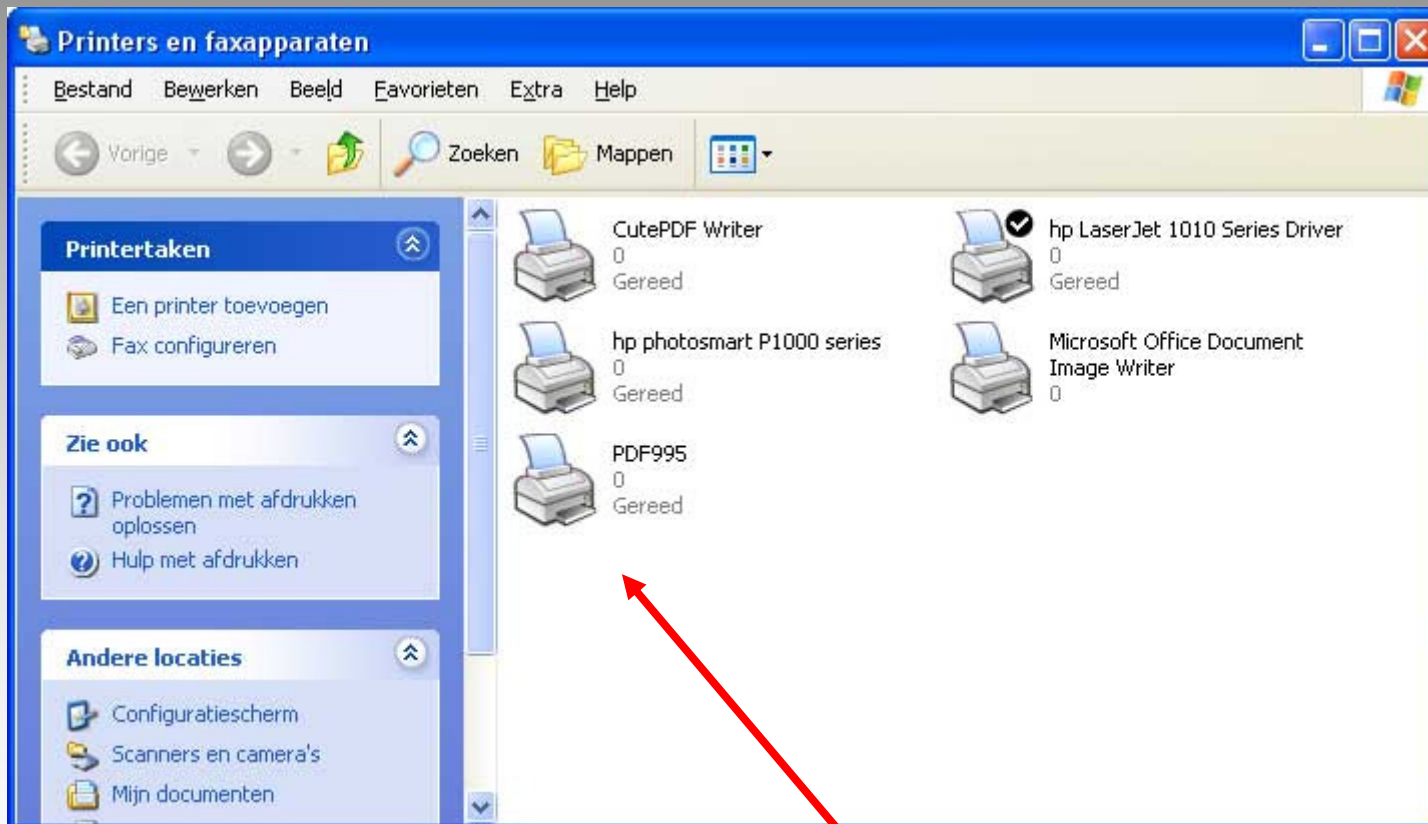 Printers en faxapparaten
Bestand Bewerken Beeld Favorieten Extra Help
Vorige Zoeken Mappen
Printertaken
Een printer toevoegen
Fax configureren
Zie ook
Problemen met afdrukken
oplossen
Hulp met afdrukken
Andere locaties
Configuratiescherm
Scanners en camera's
Mijn documenten
CutePDF Writer
0
Gereed
hp LaserJet 1010 Series Driver
0
Gereed
hp photosmart P1000 series
0
Gereed
Microsoft Office Document
Image Writer
0
PDF995
0
Gereed